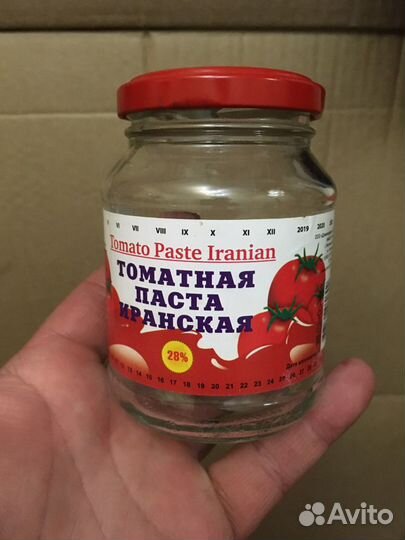 VI VII VIII IX X XI XII 2019 2020
Tomato Paste Iranian
ТОМАТНАЯ
ПАСТА
ИРАНСКАЯ
28%
Дата
13 14 15 16 17 18 19 20 21 22 23 24 25 26 27 28
Avito